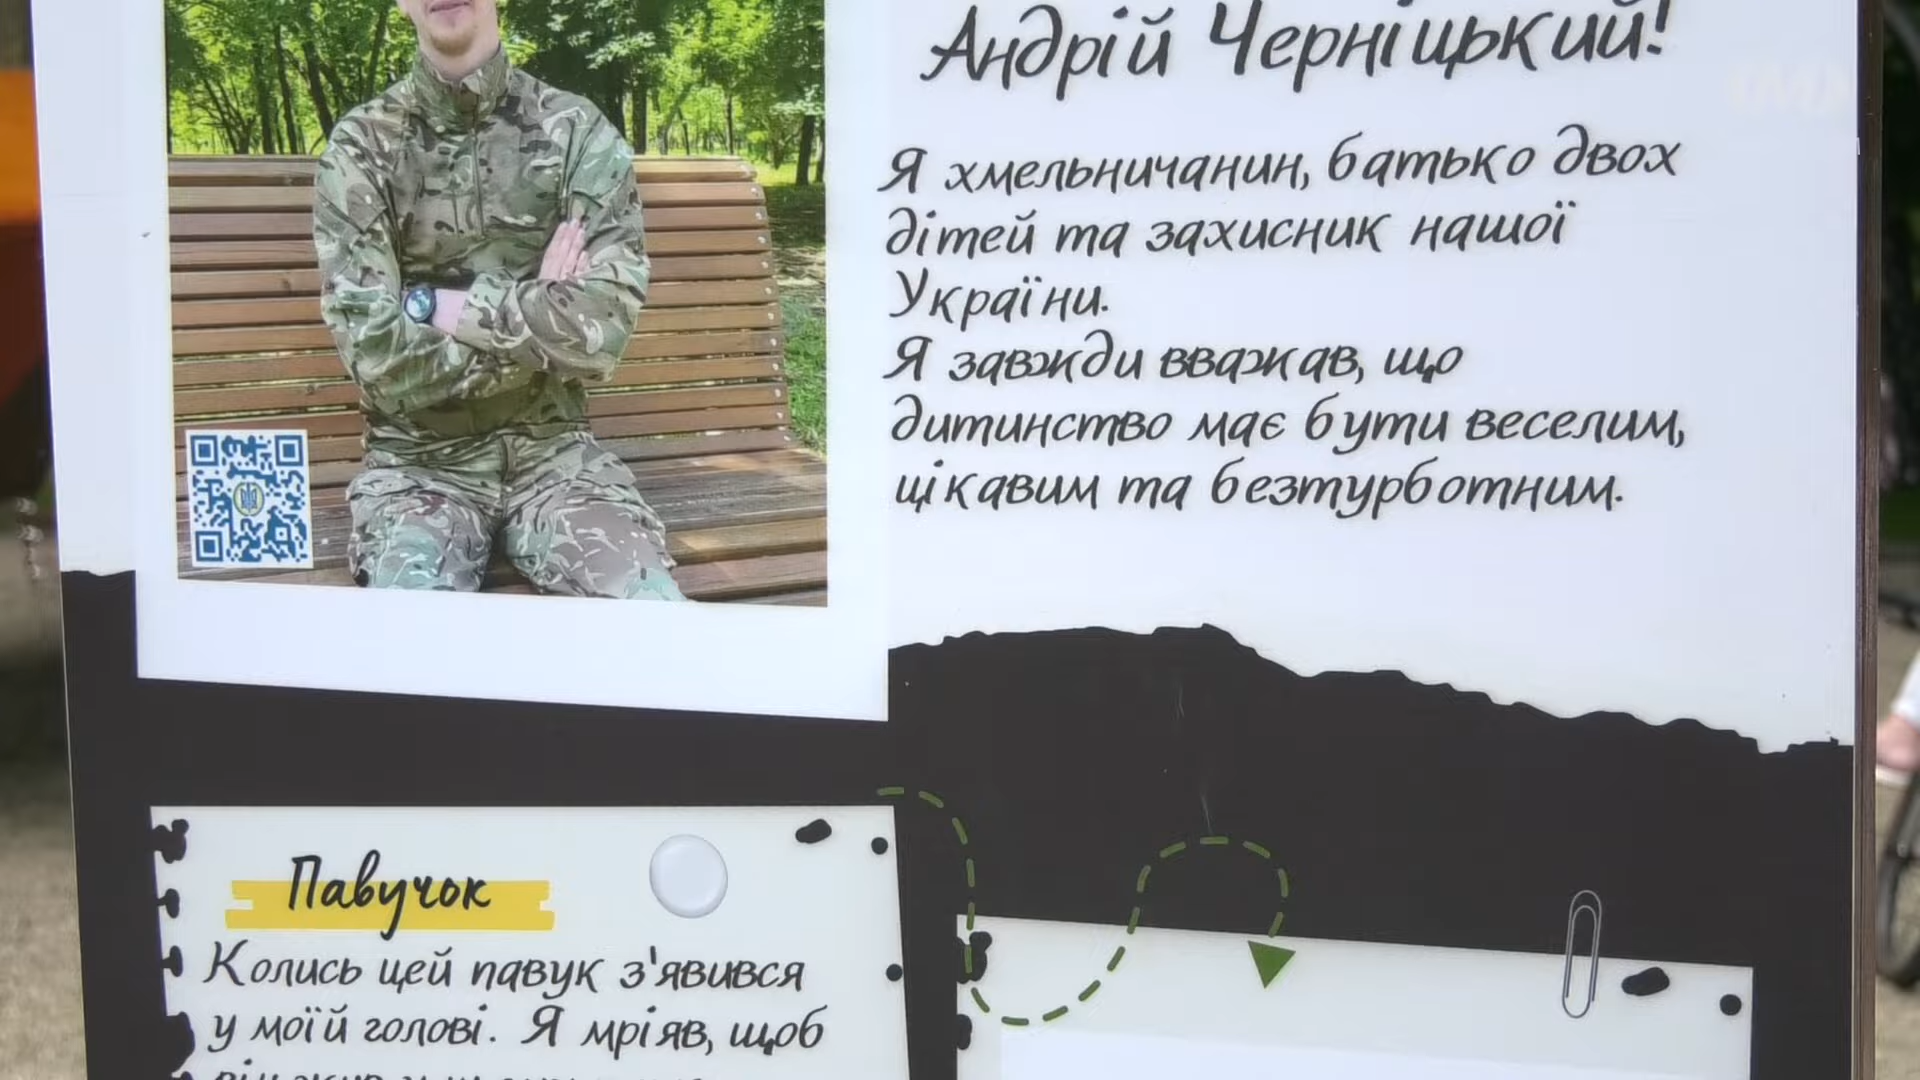 Андрій Черніцький!
Я хмельничанин, батько двох
дітей та захисник нашої
України.
Я завжди вважав, що
дитинство має бути веселим,
цікавим та безтурботним.
Павучок
Колись цей павук з'явився
у моїй голові. Я мріяв, щоб